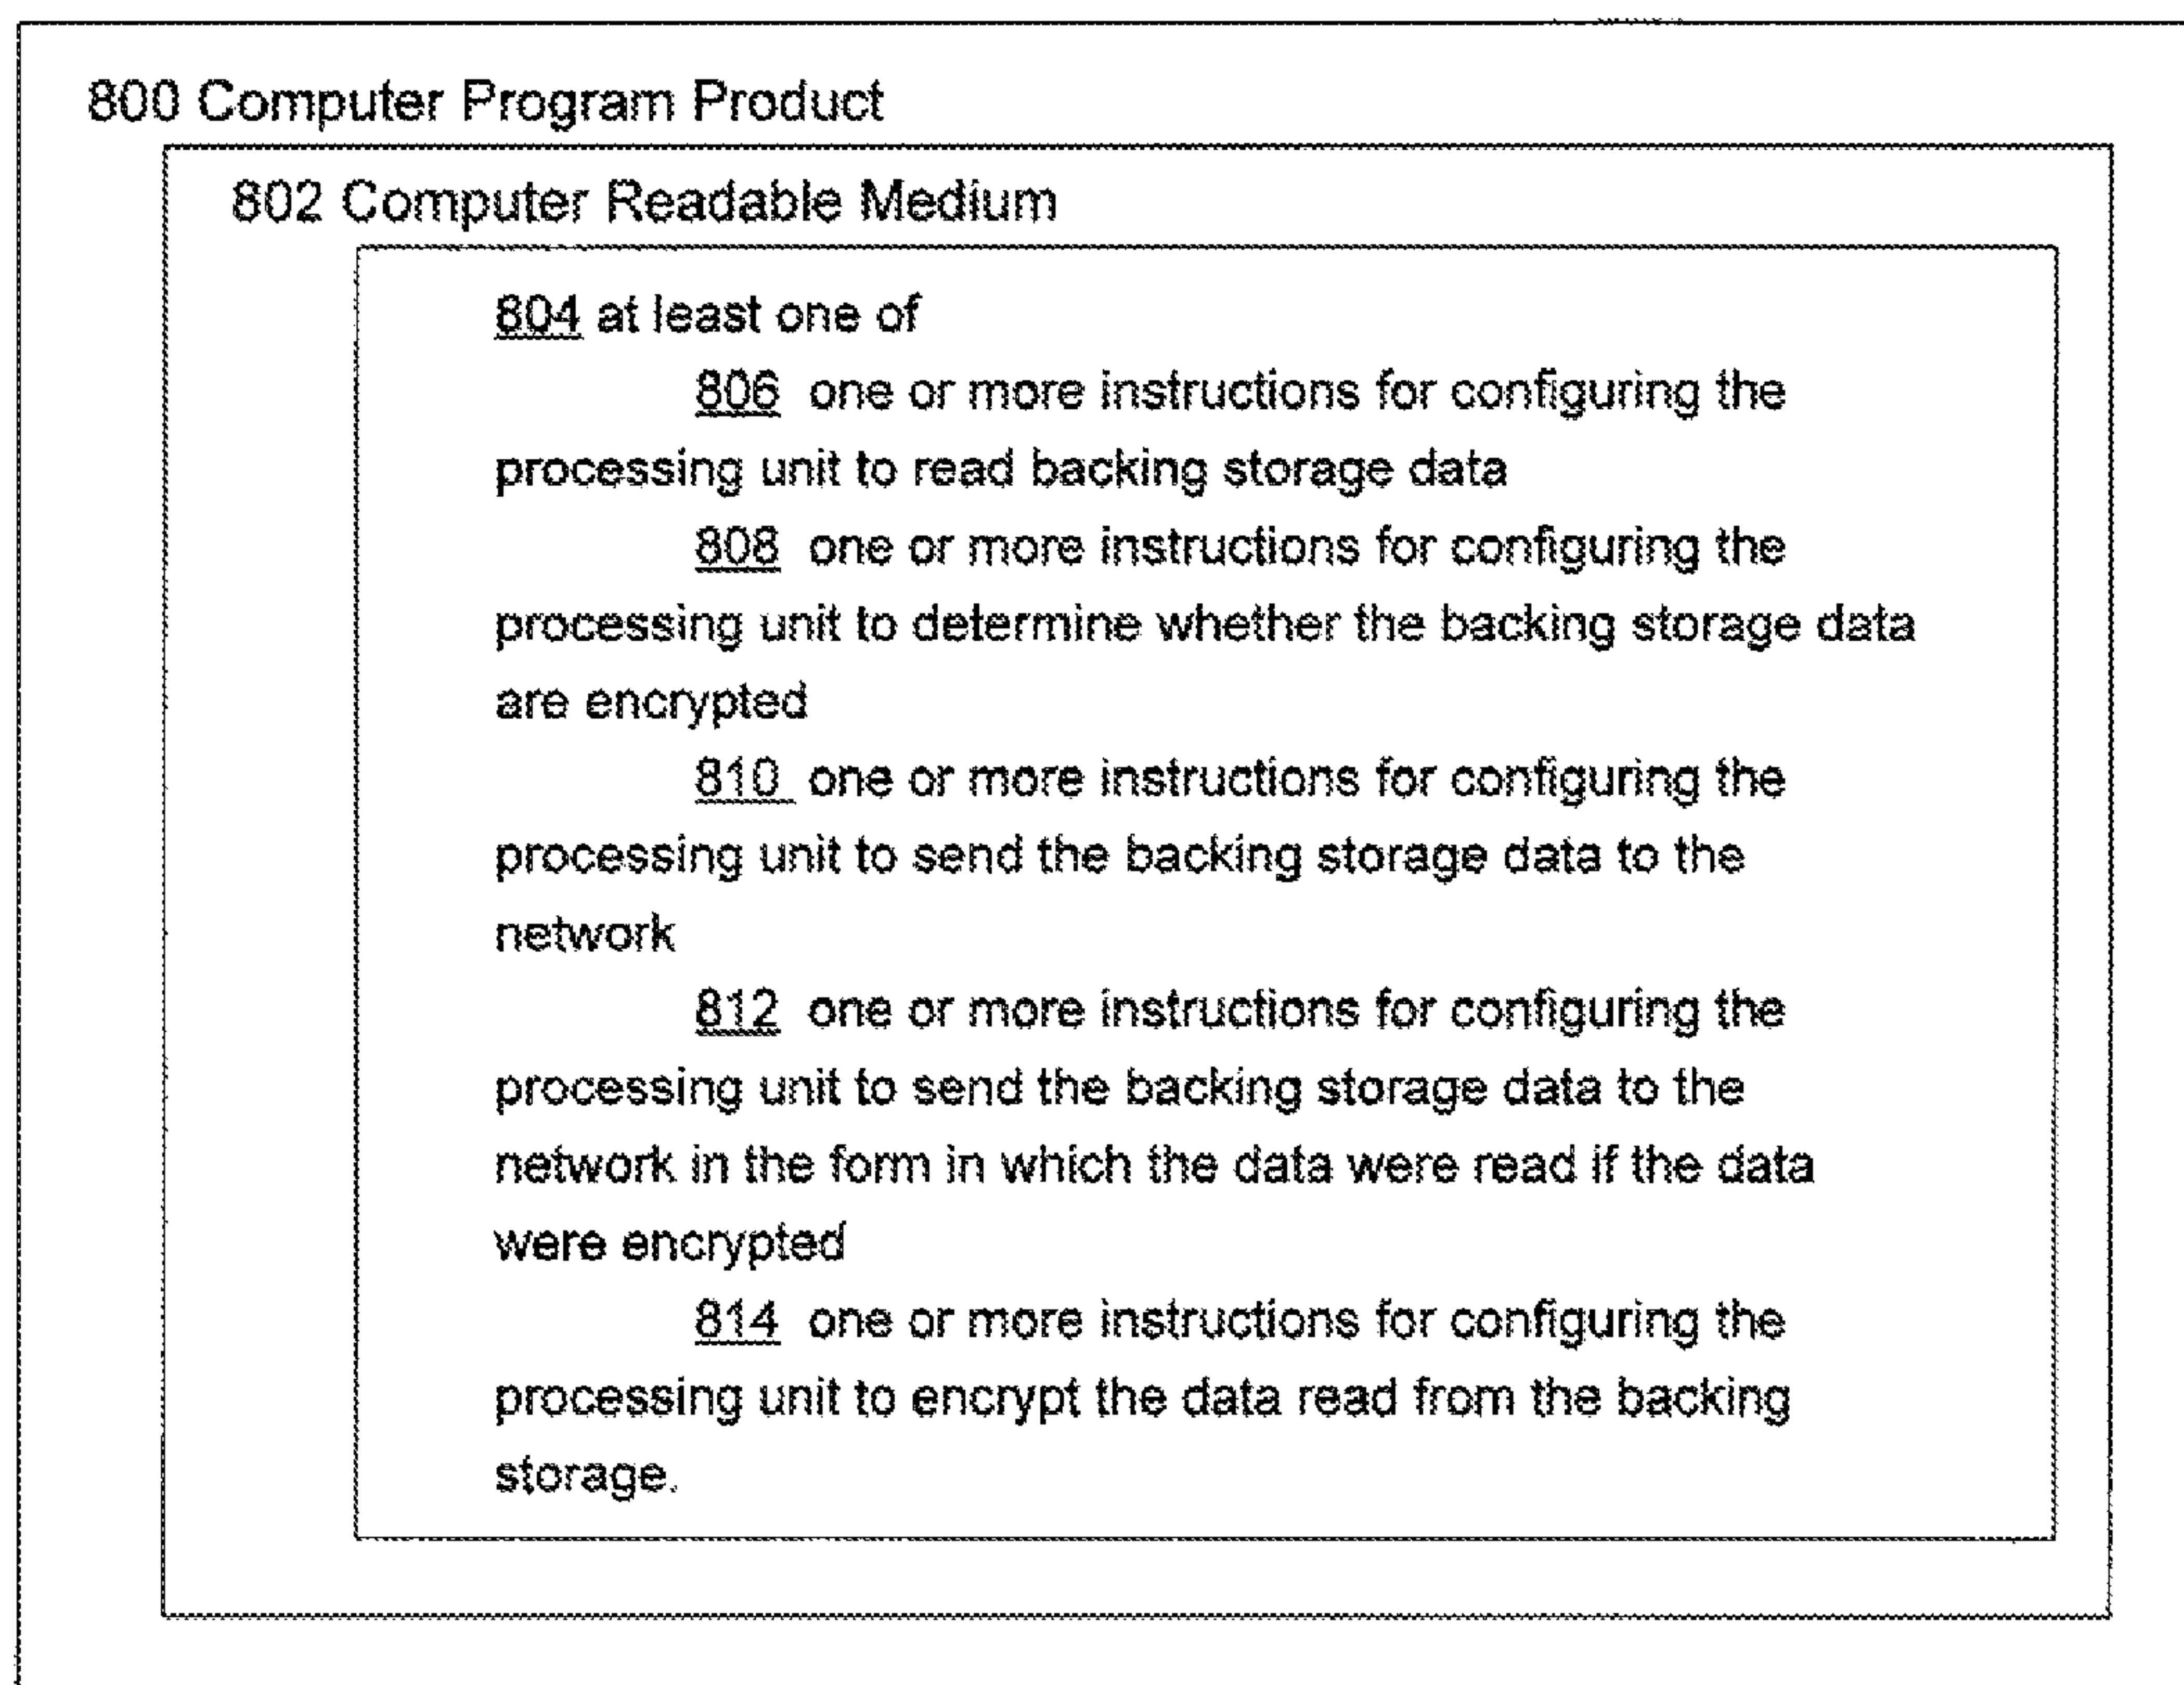 800 Computer Program Product
802 Computer Readable Medium
804 at least one of
806 one or more instructions for configuring the
processing unit to read backing storage data
808 one or more instructions for configuring the
processing unit to determine whether the backing storage data
are encrypted
810 one or more instructions for configuring the
processing unit to send the backing storage data to the
network
812 one or more instructions for configuring the
processing unit to send the backing storage data to the
network in the form in which the data were read if the data
were encrypted
814 one or more instructions for configuring the
processing unit to encrypt the data read from the backing
storage.